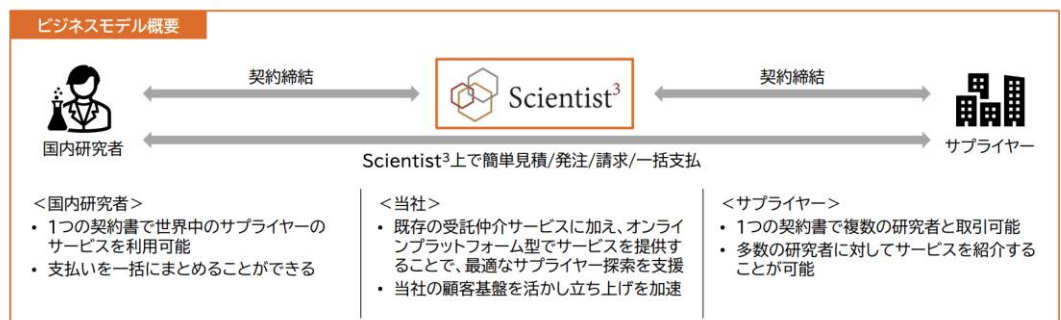 ビジネスモデル概要
契約締結
契約締結
Scientist³
国内研究者
サプライヤー
Scientist³上で簡単見積/発注/請求/一括支払
＜国内研究者＞
• 1つの契約書で世界中のサプライヤーの
サービスを利用可能
• 支払いを一括にまとめることができる
＜当社＞
• 既存の受託仲介サービスに加え、オンライ
ンプラットフォーム型でサービスを提供す
ることで、最適なサプライヤー探索を支援
• 当社の顧客基盤を活かし立ち上げを加速
＜サプライヤー＞
• 1つの契約書で複数の研究者と取引可能
• 多数の研究者に対してサービスを紹介する
ことが可能